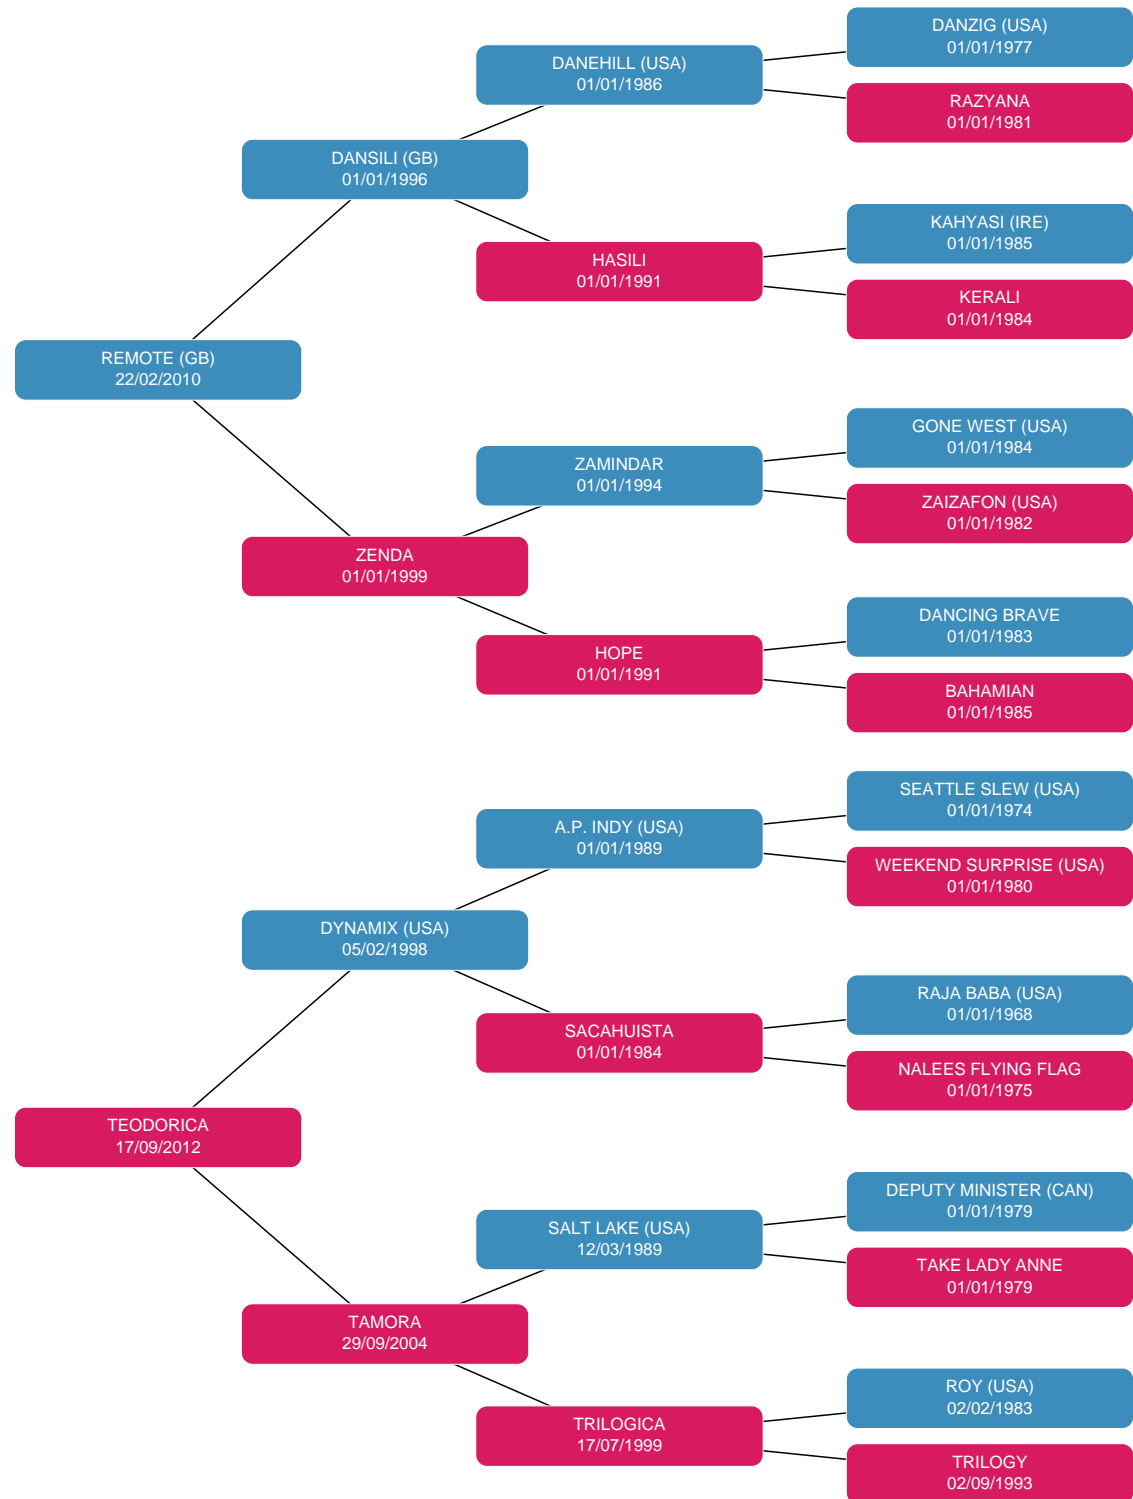 DANZIG (USA)
01/01/1977
DANEHILL (USA)
01/01/1986
RAZYANA
01/01/1981
DANSILI (GB)
01/01/1996
KAHYASI (IRE)
01/01/1985
HASILI
01/01/1991
KERALI
01/01/1984
REMOTE (GB)
22/02/2010
GONE WEST (USA)
01/01/1984
ZAMINDAR
01/01/1994
ZAIZAFON (USA)
01/01/1982
ZENDA
01/01/1999
DANCING BRAVE
01/01/1983
HOPE
01/01/1991
BAHAMIAN
01/01/1985
SEATTLE SLEW (USA)
01/01/1974
A.P. INDY (USA)
01/01/1989
WEEKEND SURPRISE (USA)
01/01/1980
DYNAMIX (USA)
05/02/1998
RAJA BABA (USA)
01/01/1968
SACAHUISTA
01/01/1984
NALEES FLYING FLAG
01/01/1975
TEODORICA
17/09/2012
DEPUTY MINISTER (CAN)
01/01/1979
SALT LAKE (USA)
12/03/1989
TAKE LADY ANNE
01/01/1979
TAMORA
29/09/2004
ROY (USA)
02/02/1983
TRILOGICA
17/07/1999
TRILOGY
02/09/1993